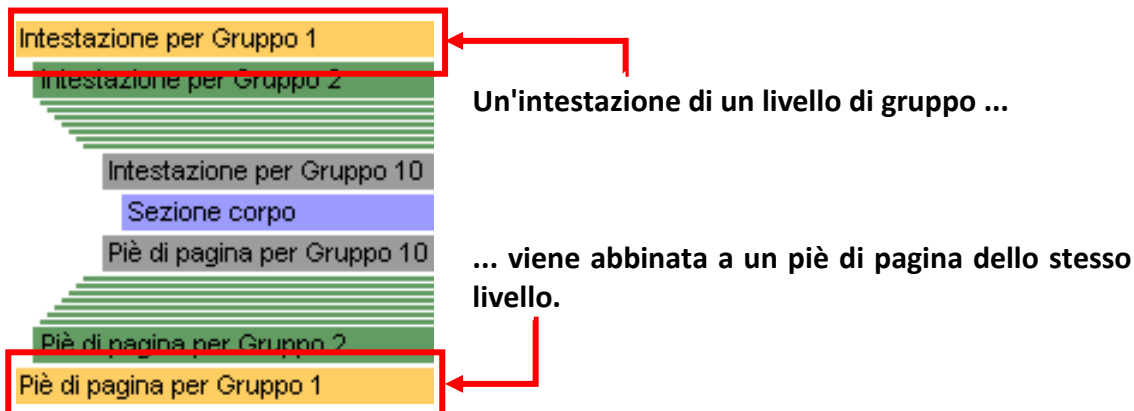 Intestazione per Gruppo 1
Intestazione per Gruppo 2
Un'intestazione di un livello di gruppo ...
Intestazione per Gruppo 10
Sezione corpo
Piè di pagina per Gruppo 10
... viene abbinata a un piè di pagina dello stesso
livello.
Piè di pagina per Gruppo 2
Piè di pagina per Gruppo 1